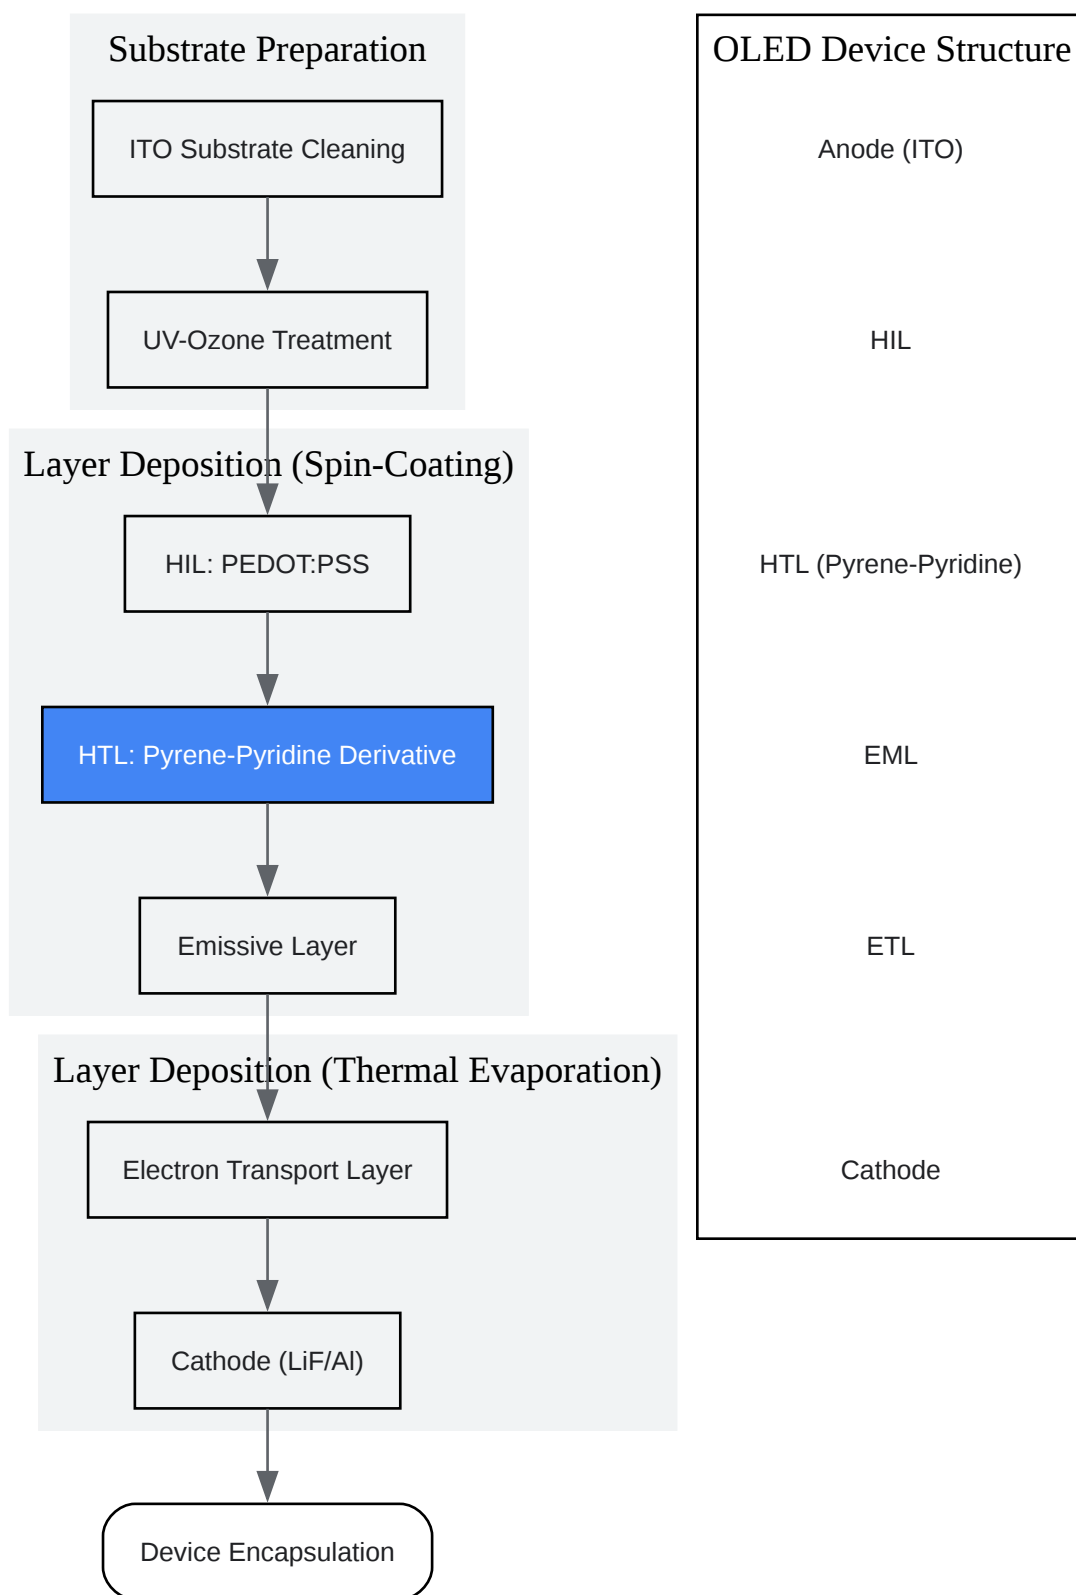 Substrate Preparation
ITO Substrate Cleaning
UV-Ozone Treatment
Layer Deposition (Spin-Coating)
HIL: PEDOT:PSS
HTL: Pyrene-Pyridine Derivative
Emissive Layer
Layer Deposition (Thermal Evaporation)
Electron Transport Layer
Cathode (LiF/Al)
Device Encapsulation
OLED Device Structure
Anode (ITO)
HIL
HTL (Pyrene-Pyridine)
EML
ETL
Cathode